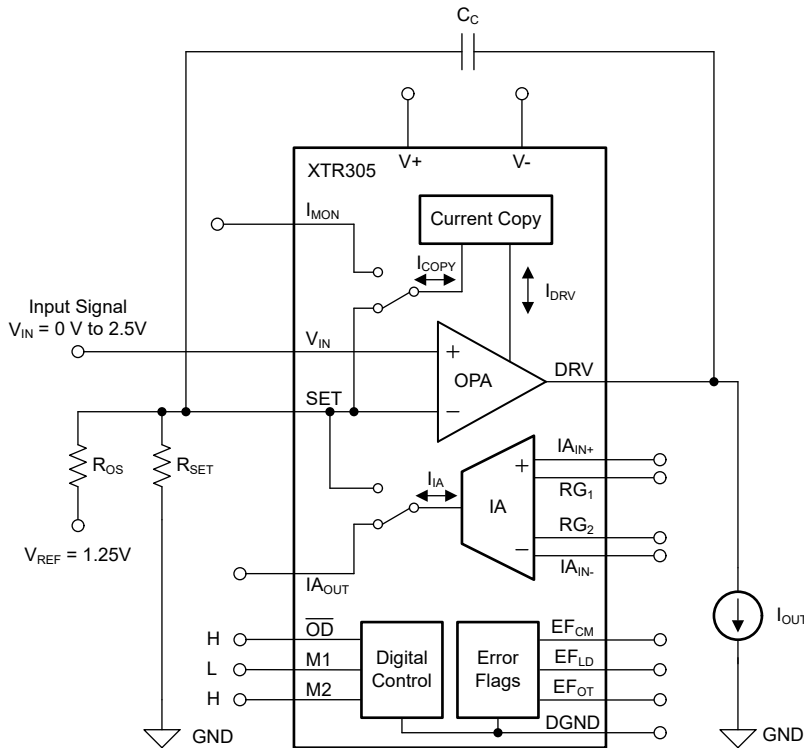 C_C
V+
V-
XTR305
I_MON
Current Copy
I_COPY
I_DRV
Input Signal
V_IN = 0 V to 2.5V
V_IN
+
OPA
DRV
SET
−
R_OS
R_SET
V_REF = 1.25V
I_IA
+
IA
−
IA_IN+
RG_1
RG_2
IA_IN-
IA_OUT
I_OUT
H
OD
L
M1
H
M2
Digital
Control
Error
Flags
EF_CM
EF_LD
EF_OT
DGND
GND
GND